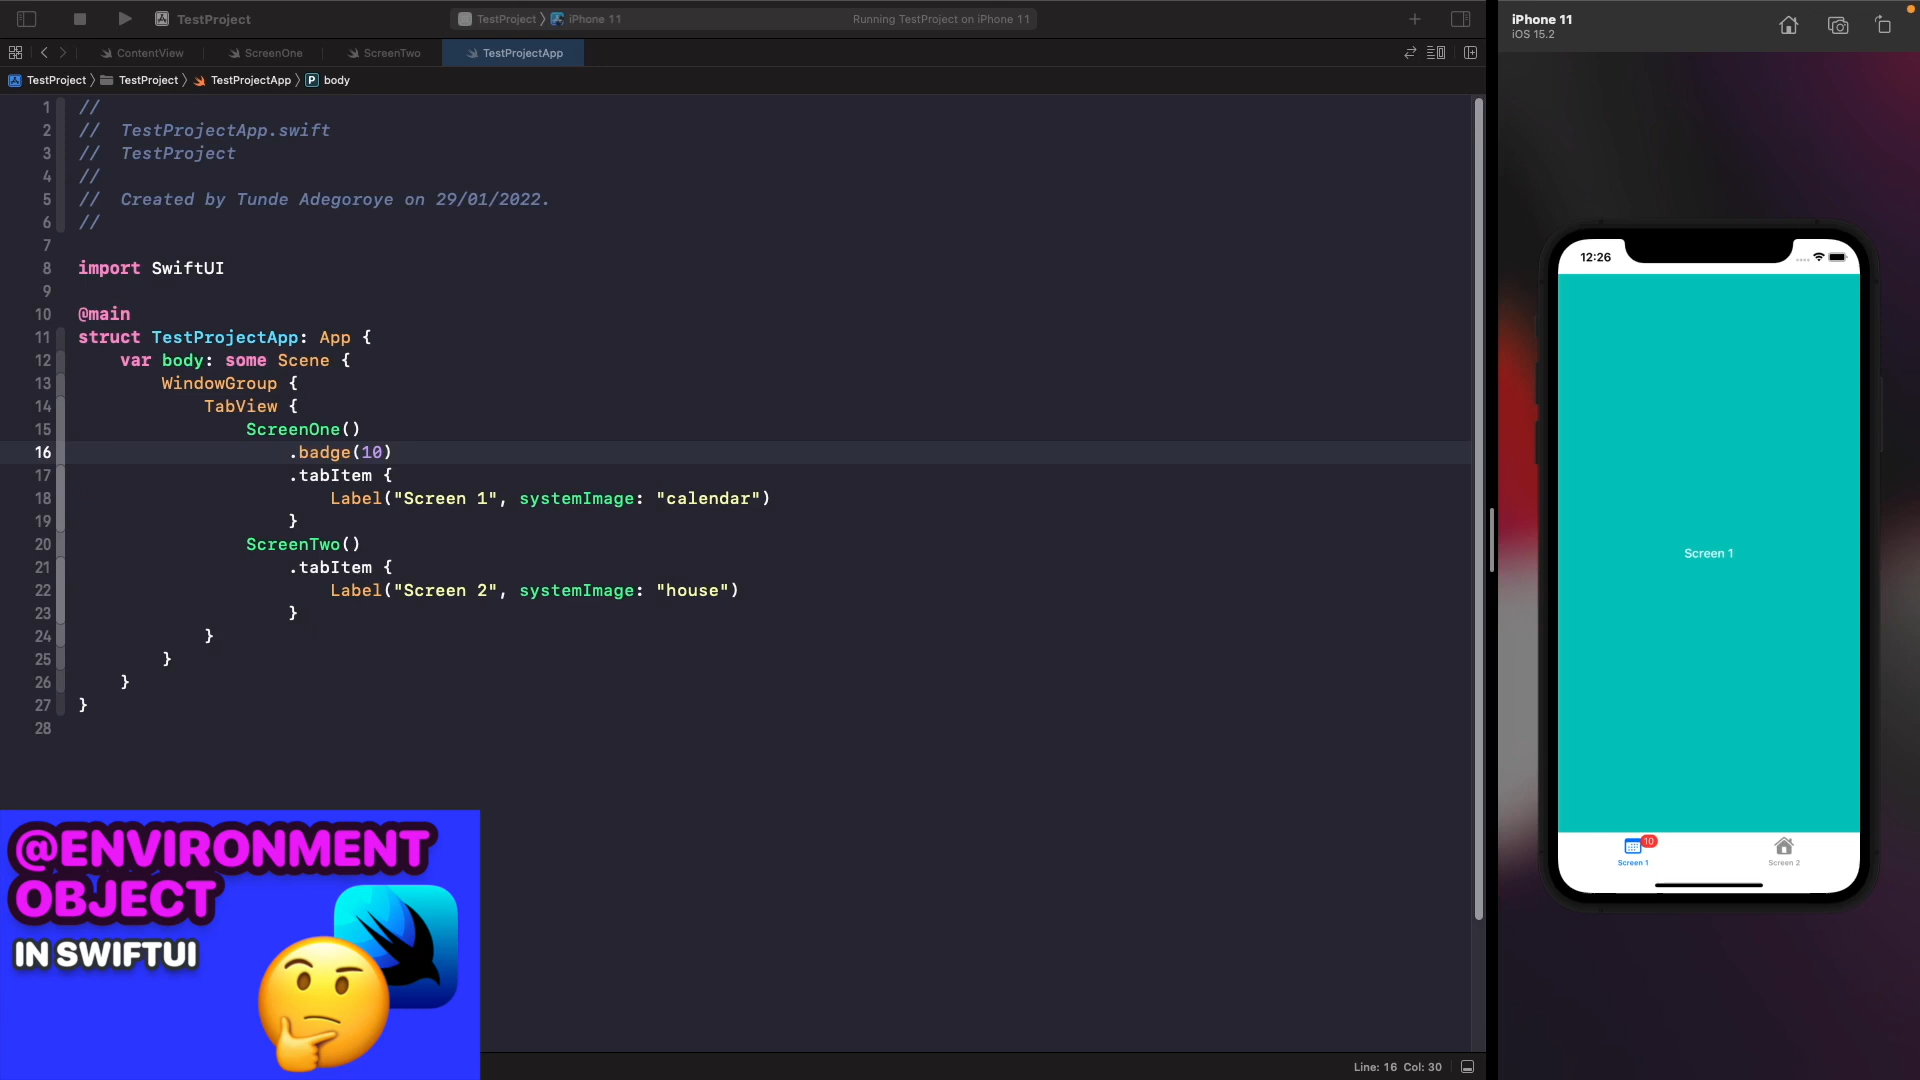 TestProject
TestProject
iPhone 11
Running TestProject on iPhone 11
ContentView
ScreenOne
ScreenTwo
TestProjectApp
TestProject
TestProject
TestProjectApp
P
body
1 //
2 //  TestProjectApp.swift
3 //  TestProject
4 //
5 //  Created by Tunde Adegoroye on 29/01/2022.
6 //
7
8 import SwiftUI
9
10 @main
11 struct TestProjectApp: App {
12     var body: some Scene {
13         WindowGroup {
14             TabView {
15                 ScreenOne()
16                     .badge(10)
17                     .tabItem {
18                         Label("Screen 1", systemImage: "calendar")
19                     }
20                 ScreenTwo()
21                     .tabItem {
22                         Label("Screen 2", systemImage: "house")
23                     }
24             }
25         }
26     }
27 }
28
@ENVIRONMENT
OBJECT
IN SWIFTUI
Line: 16  Col: 30
iPhone 11
iOS 15.2
12:26
Screen 1
10
Screen 1
Screen 2